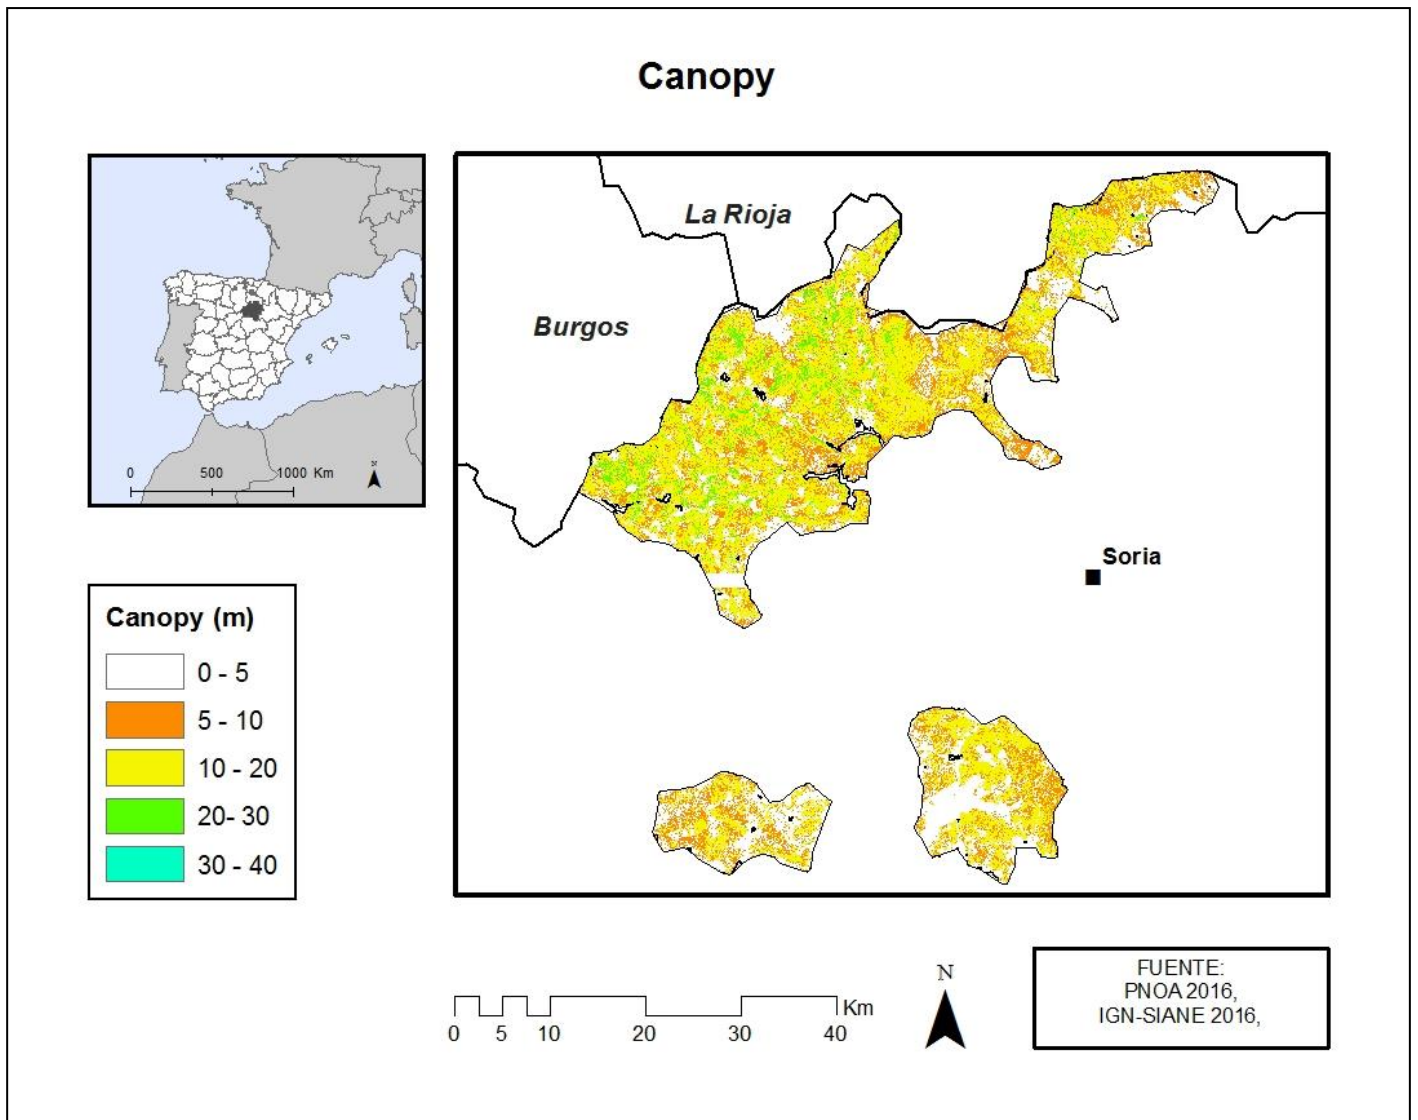 Canopy
La Rioja
Burgos
Soria
0 500 1000 Km
Canopy (m)
0 - 5
5 - 10
10 - 20
20- 30
30 - 40
N
Km
0 5 10 20 30 40
FUENTE:
PNOA 2016,
IGN-SIANE 2016,